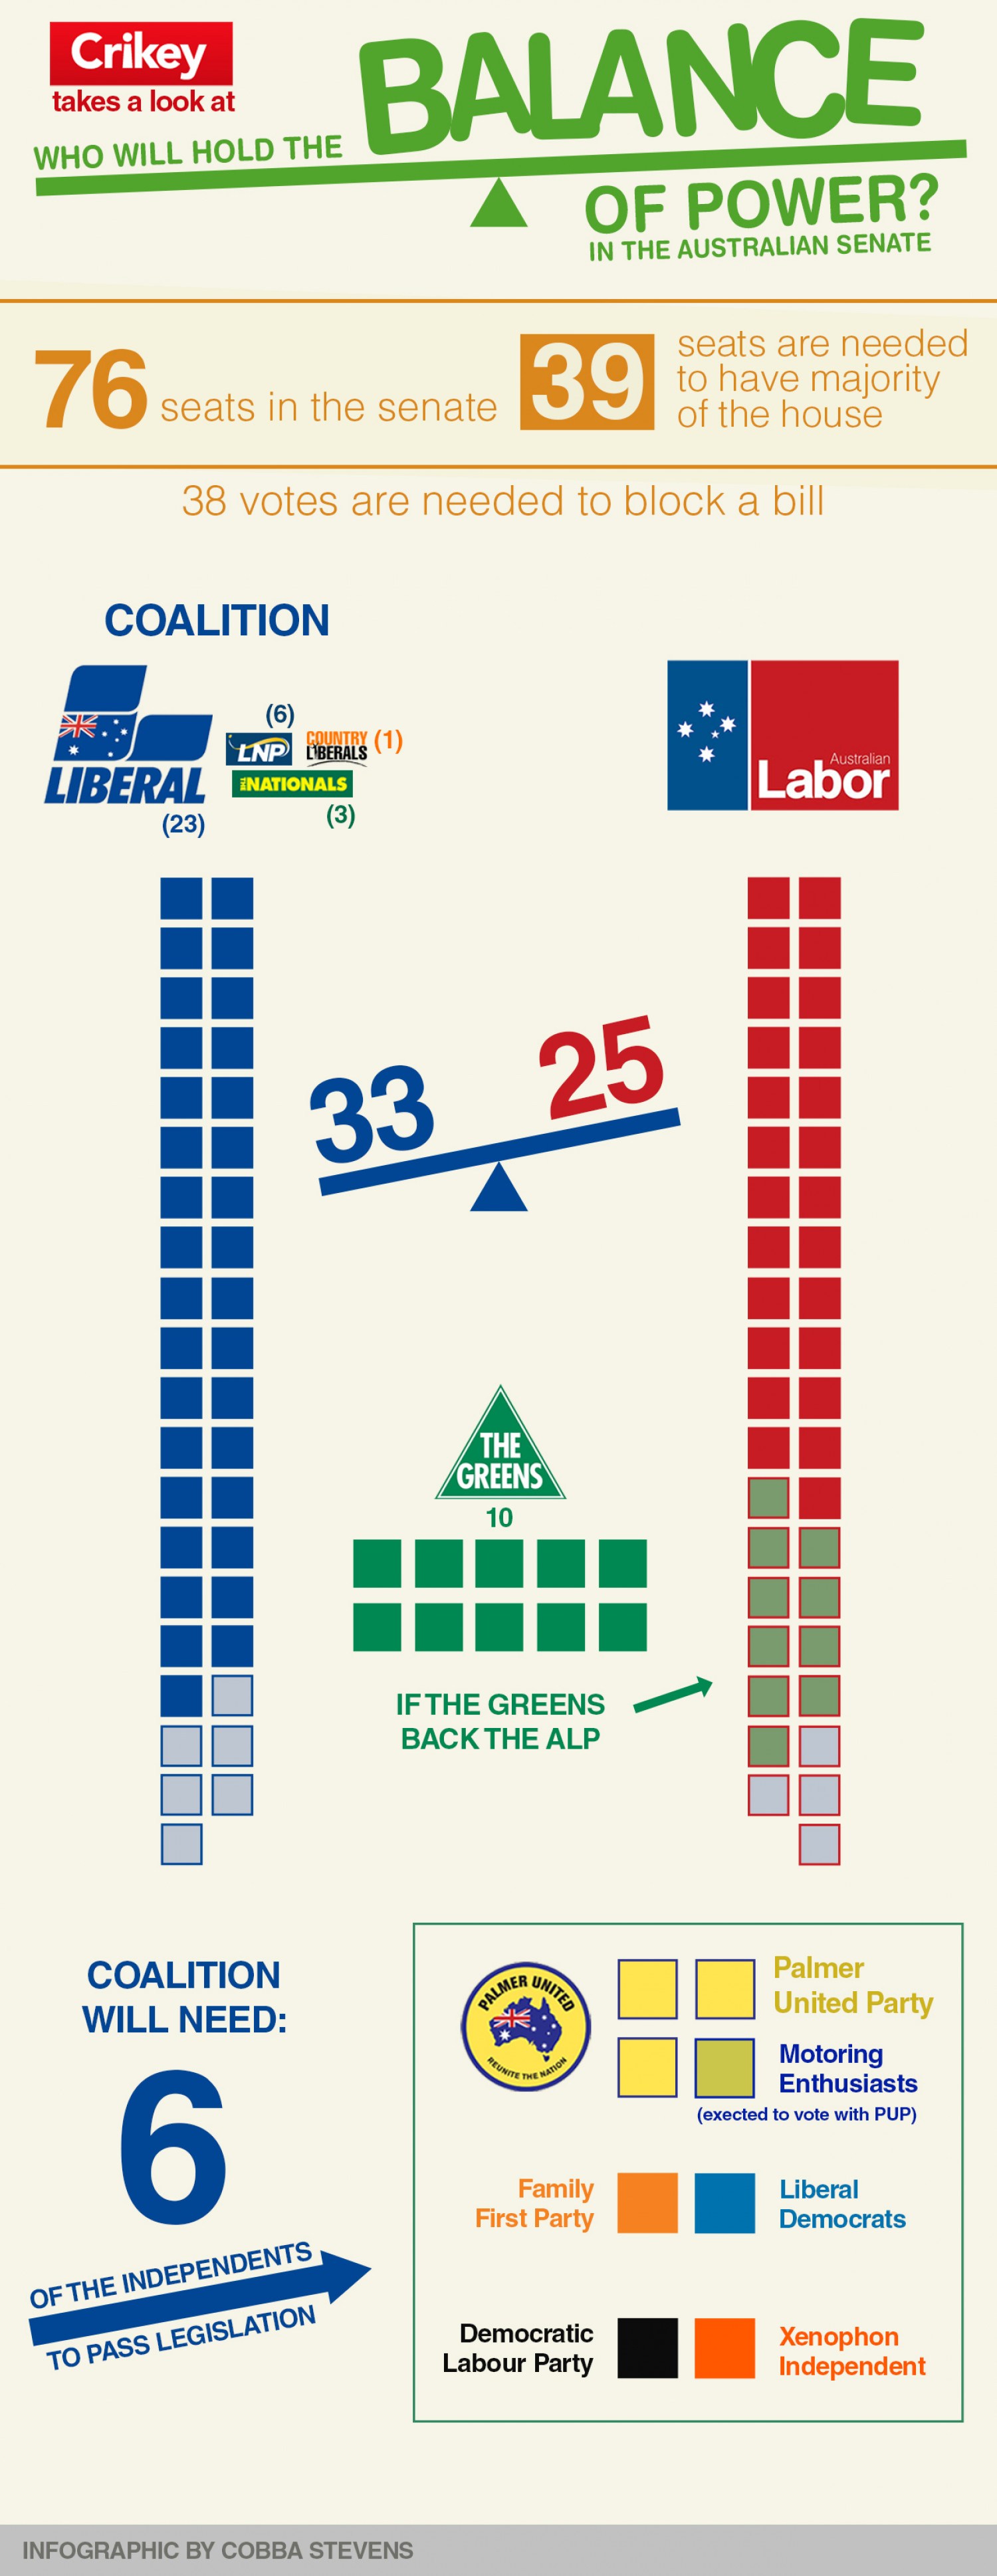 Crikey
takes a look at
WHO WILL HOLD THE
BALANCE
OF POWER?
IN THE AUSTRALIAN SENATE
76 seats in the senate
39
seats are needed
to have majority
of the house
38 votes are needed to block a bill
COALITION
LIBERAL
(23)
(6)
LNP
COUNTRY
LIBERALS
(1)
THE NATIONALS
(3)
Australian
Labor
33
25
THE
GREENS
10
IF THE GREENS
BACK THE ALP
COALITION
WILL NEED:
6
OF THE INDEPENDENTS
TO PASS LEGISLATION
PALMER UNITED
REUNITE THE NATION
Palmer
United Party
Motoring
Enthusiasts
(exected to vote with PUP)
Family
First Party
Liberal
Democrats
Democratic
Labour Party
Xenophon
Independent
INFOGRAPHIC BY COBBA STEVENS